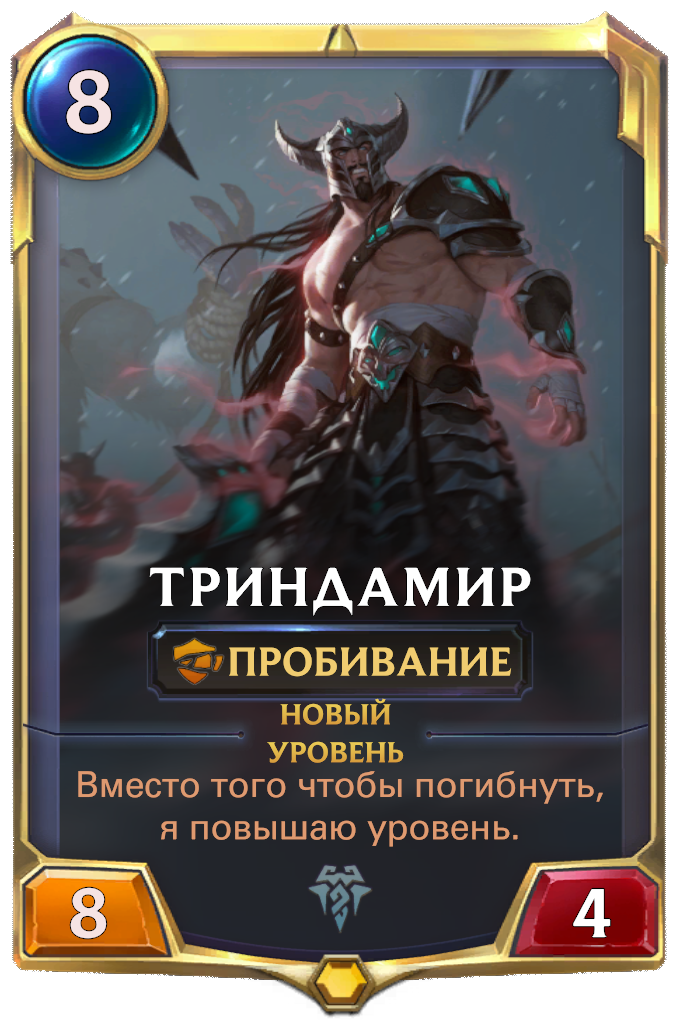 8
ТРИНДАМИР
ПРОБИВАНИЕ
НОВЫЙ
УРОВЕНЬ
Вместо того чтобы погибнуть,
я повышаю уровень.
8
4